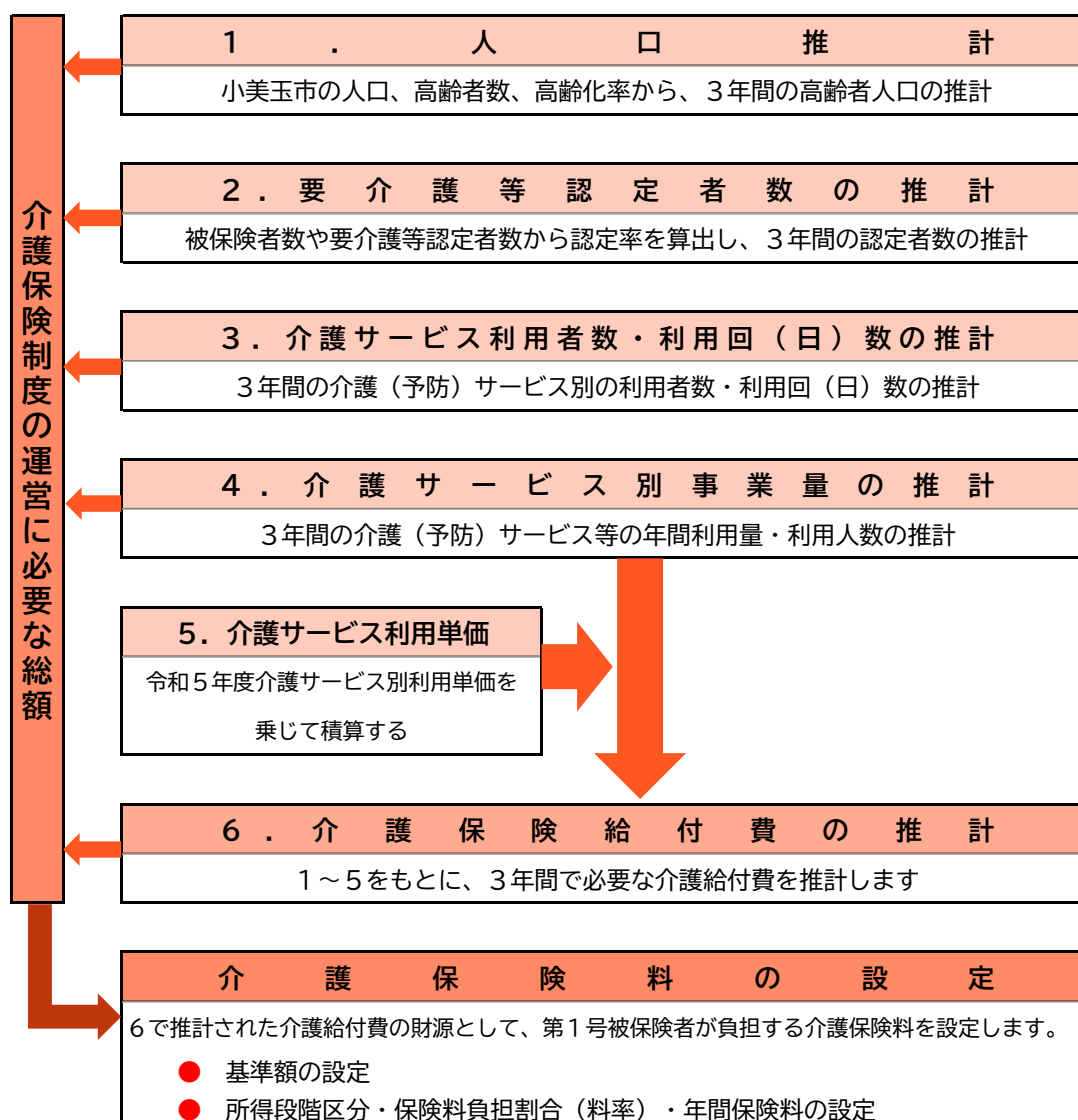 介護保険制度の運営に必要な総額
１．人口推計
小美玉市の人口、高齢者数、高齢化率から、３年間の高齢者人口の推計
２．要介護等認定者数の推計
被保険者数や要介護等認定者数から認定率を算出し、３年間の認定者数の推計
３．介護サービス利用者数・利用回（日）数の推計
３年間の介護（予防）サービス別の利用者数・利用回（日）数の推計
４．介護サービス別事業量の推計
３年間の介護（予防）サービス等の年間利用量・利用人数の推計
５．介護サービス利用単価
令和５年度介護サービス別利用単価を
乗じて積算する
６．介護保険給付費の推計
１～５をもとに、３年間で必要な介護給付費を推計します
介護保険料の設定
６で推計された介護給付費の財源として、第１号被保険者が負担する介護保険料を設定します。
● 基準額の設定
● 所得段階区分・保険料負担割合（料率）・年間保険料の設定